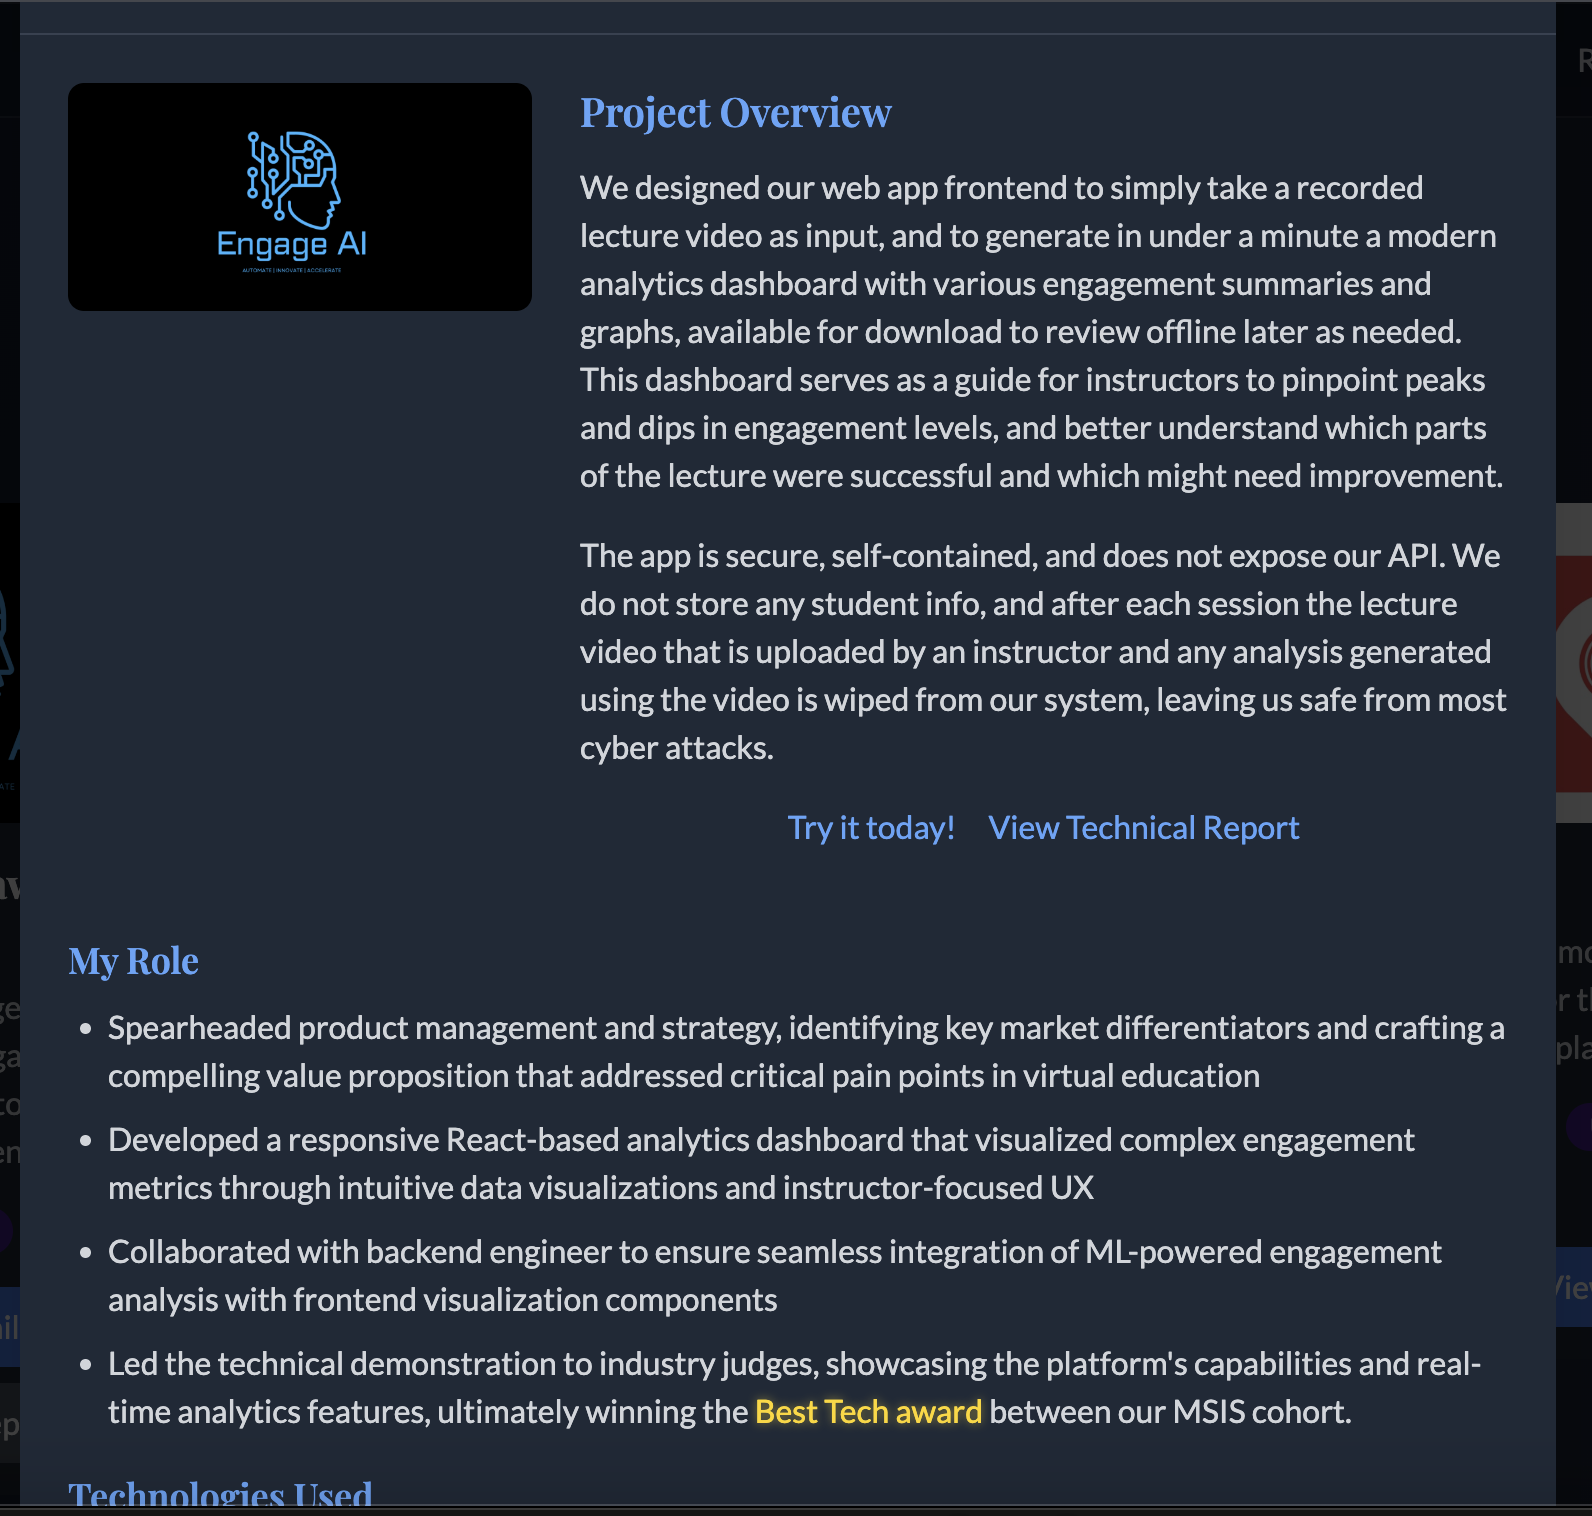 Engage AI
AUTOMATE | INNOVATE | ACCELERATE
Project Overview
We designed our web app frontend to simply take a recorded
lecture video as input, and to generate in under a minute a modern
analytics dashboard with various engagement summaries and
graphs, available for download to review offline later as needed.
This dashboard serves as a guide for instructors to pinpoint peaks
and dips in engagement levels, and better understand which parts
of the lecture were successful and which might need improvement.
The app is secure, self-contained, and does not expose our API. We
do not store any student info, and after each session the lecture
video that is uploaded by an instructor and any analysis generated
using the video is wiped from our system, leaving us safe from most
cyber attacks.
Try it today! View Technical Report
My Role
• Spearheaded product management and strategy, identifying key market differentiators and crafting a
compelling value proposition that addressed critical pain points in virtual education
• Developed a responsive React-based analytics dashboard that visualized complex engagement
metrics through intuitive data visualizations and instructor-focused UX
• Collaborated with backend engineer to ensure seamless integration of ML-powered engagement
analysis with frontend visualization components
• Led the technical demonstration to industry judges, showcasing the platform's capabilities and real-
time analytics features, ultimately winning the Best Tech award between our MSIS cohort.
Technologies Used